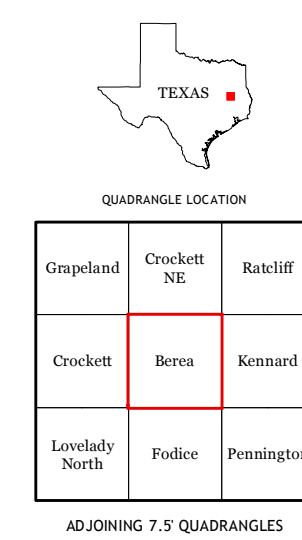 TEXAS
QUADRANGLE LOCATION
Grapeland
Crockett
NE
Ratcliff
Crockett
Berea
Kennard
Lovelady
North
Fodice
Pennington
ADJOINING 7.5' QUADRANGLES